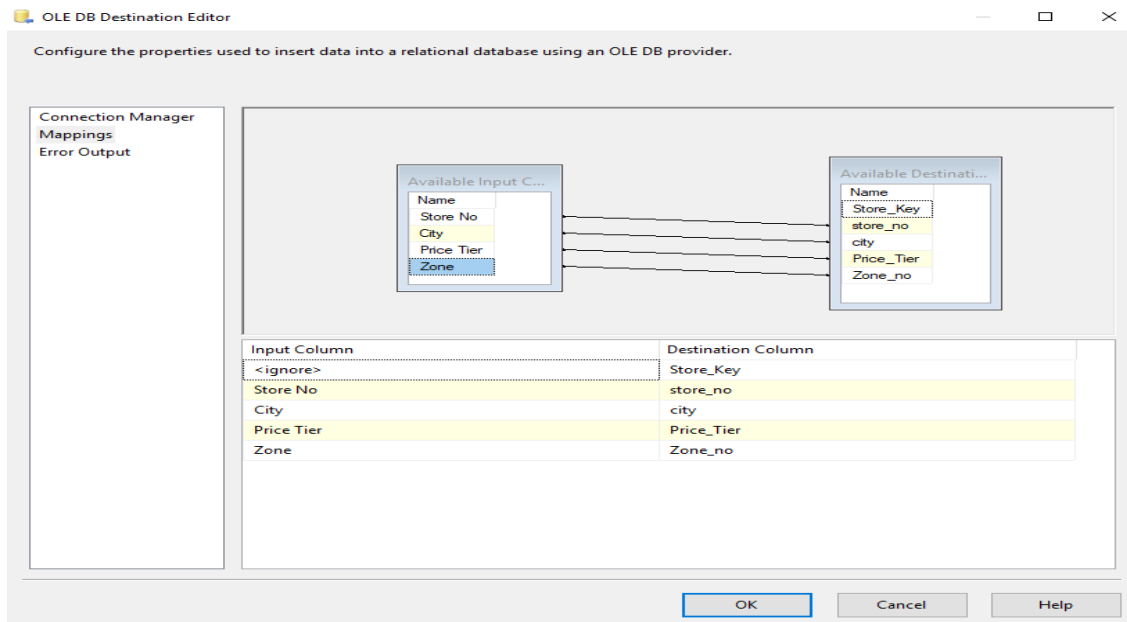 OLE DB Destination Editor
Configure the properties used to insert data into a relational database using an OLE DB provider.
Connection Manager
Mappings
Error Output
Available Input C...
Name
Store No
City
Price Tier
Zone
Available Destinati...
Name
Store_Key
store_no
city
Price_Tier
Zone_no
Input Column Destination Column
<ignore> Store_Key
Store No store_no
City city
Price Tier Price_Tier
Zone Zone_no
OK Cancel Help